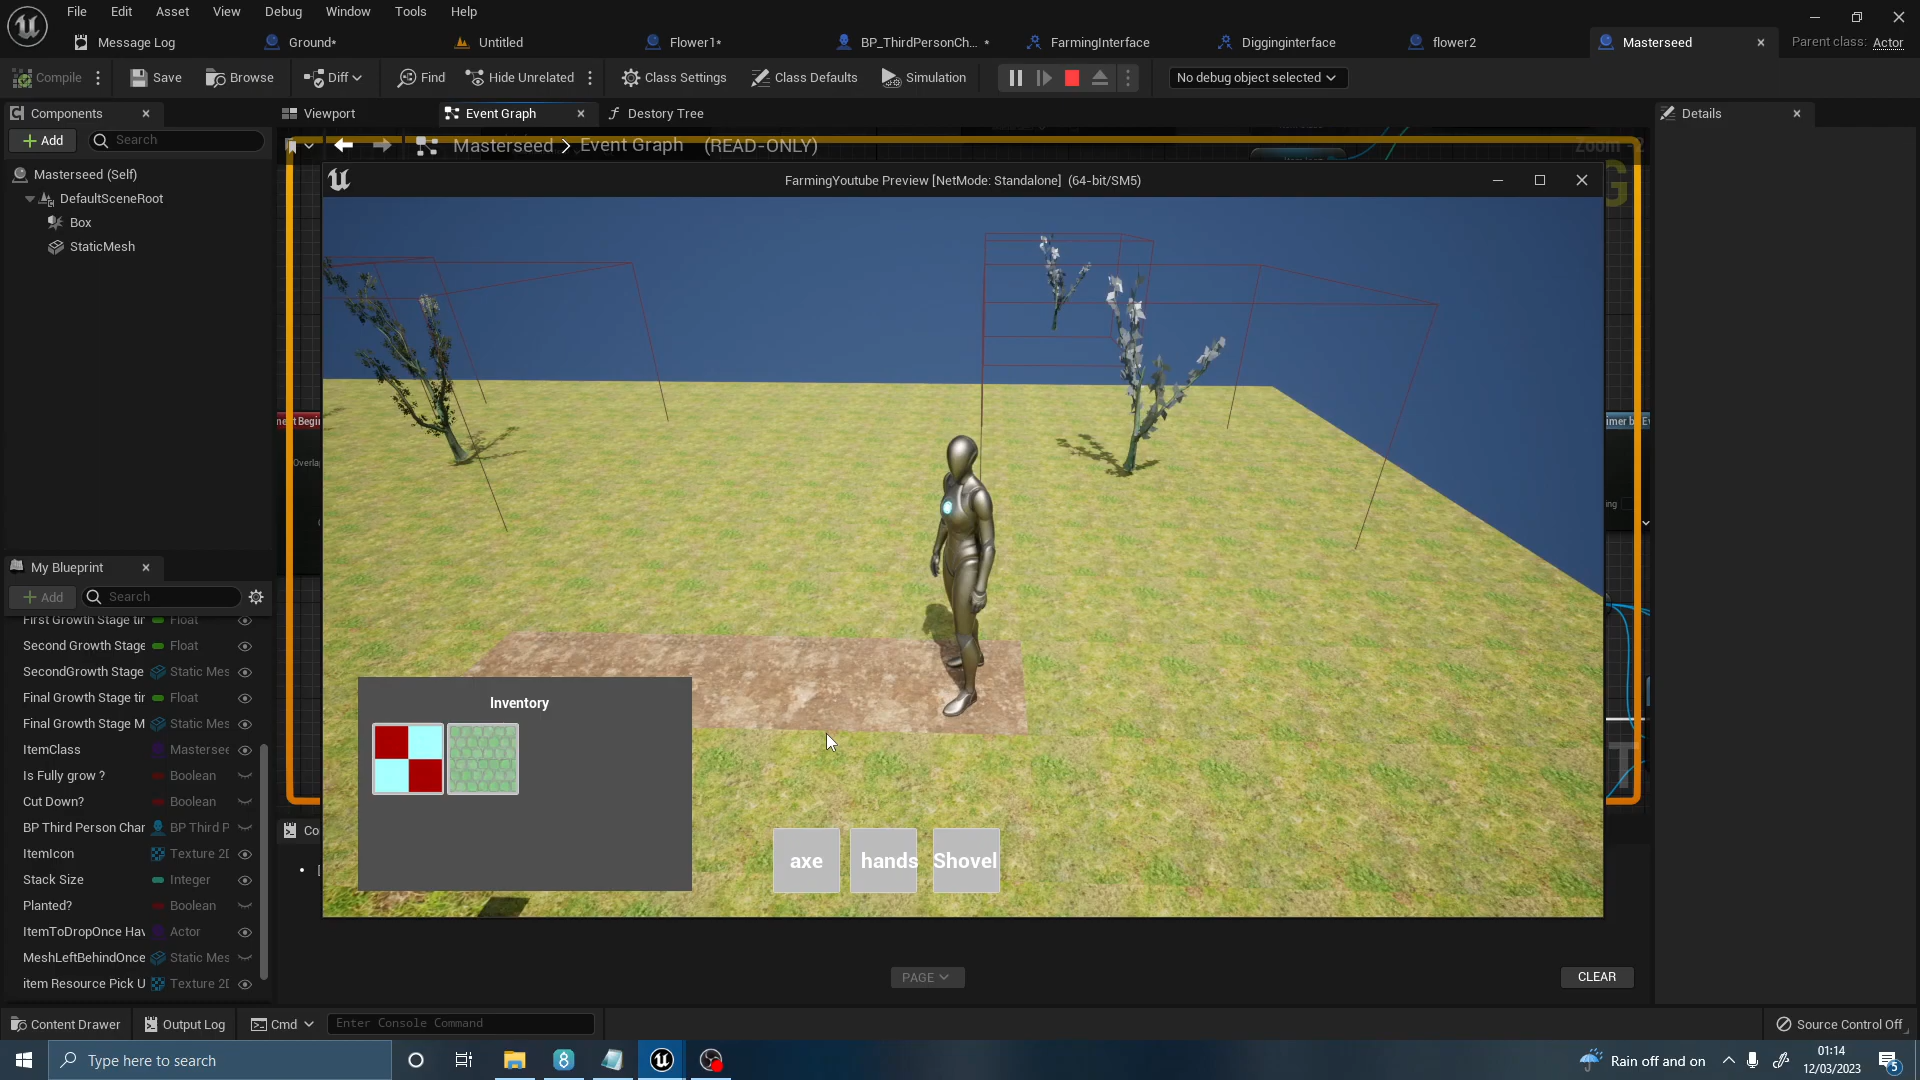 File Edit Asset View Debug Window Tools Help
Message Log Ground* Untitled Flower1* BP_ThirdPersonCh... * FarmingInterface Digginginterface flower2 Masterseed Parent class: Actor
Compile Save Browse Diff Find Hide Unrelated Class Settings Class Defaults Simulation No debug object selected
Components Viewport Event Graph Destory Tree Details
Add Search
Masterseed > Event Graph (READ-ONLY)
Masterseed (Self)
FarmingYoutube Preview [NetMode: Standalone] (64-bit/SM5)
DefaultSceneRoot
Box
StaticMesh
My Blueprint
Add Search
First Growth Stage tir Float
Second Growth Stage Float
SecondGrowth Stage Static Mes
Final Growth Stage tir Float
Final Growth Stage M Static Mes
ItemClass Mastersee
Is Fully grow ? Boolean
Cut Down? Boolean
BP Third Person Char BP Third P
ItemIcon Texture 2D
Stack Size Integer
Planted? Boolean
ItemToDropOnce Hav Actor
MeshLeftBehindOnce Static Mes
item Resource Pick U Texture 2D
Inventory
axe hands Shovel
PAGE CLEAR
Content Drawer Output Log Cmd Enter Console Command Source Control Off
Type here to search Rain off and on 01:14
12/03/2023 5